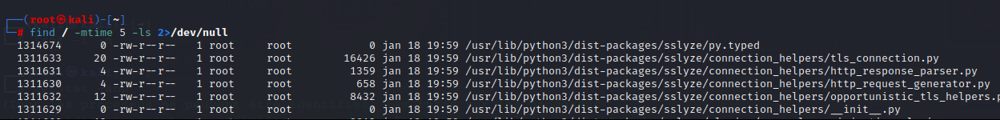 ┌──(root㉿kali)-[~]
└─# find / -mtime 5 -ls 2>/dev/null
1314674 0 -rw-r--r-- 1 root root 0 jan 18 19:59 /usr/lib/python3/dist-packages/sslyze/py.typed
1311633 20 -rw-r--r-- 1 root root 16426 jan 18 19:59 /usr/lib/python3/dist-packages/sslyze/connection_helpers/tls_connection.py
1311631 4 -rw-r--r-- 1 root root 1359 jan 18 19:59 /usr/lib/python3/dist-packages/sslyze/connection_helpers/http_response_parser.py
1311630 4 -rw-r--r-- 1 root root 658 jan 18 19:59 /usr/lib/python3/dist-packages/sslyze/connection_helpers/http_request_generator.py
1311632 12 -rw-r--r-- 1 root root 8432 jan 18 19:59 /usr/lib/python3/dist-packages/sslyze/connection_helpers/opportunistic_tls_helpers.p
1311629 0 -rw-r--r-- 1 root root 0 jan 18 19:59 /usr/lib/python3/dist-packages/sslyze/connection_helpers/__init__.py